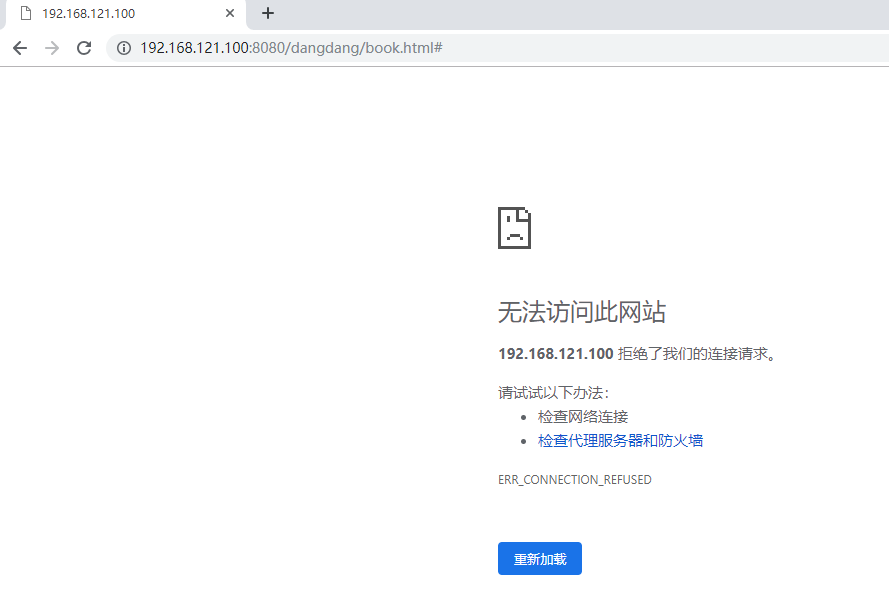 192.168.121.100
192.168.121.100:8080/dangdang/book.html#
无法访问此网站
192.168.121.100 拒绝了我们的连接请求。
请试试以下办法：
检查网络连接
检查代理服务器和防火墙
ERR_CONNECTION_REFUSED
重新加载